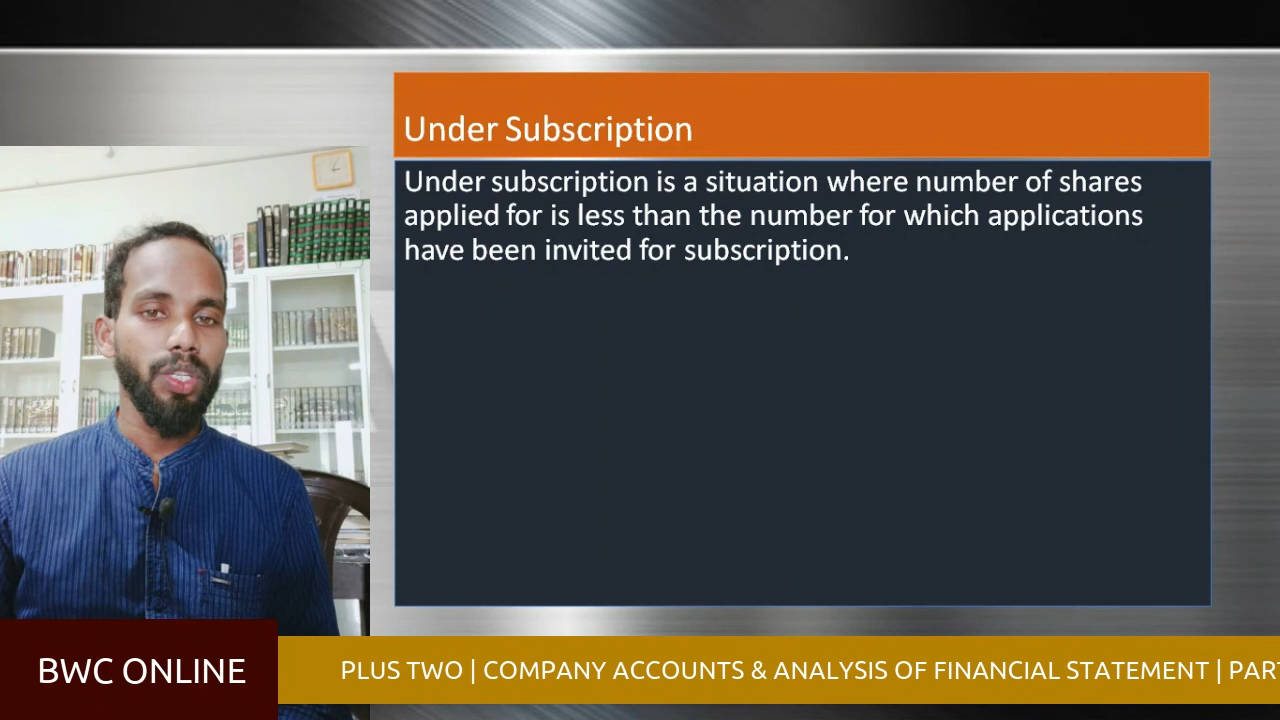 Under Subscription
Under subscription is a situation where number of shares
applied for is less than the number for which applications
have been invited for subscription.
BWC ONLINE
PLUS TWO | COMPANY ACCOUNTS & ANALYSIS OF FINANCIAL STATEMENT |